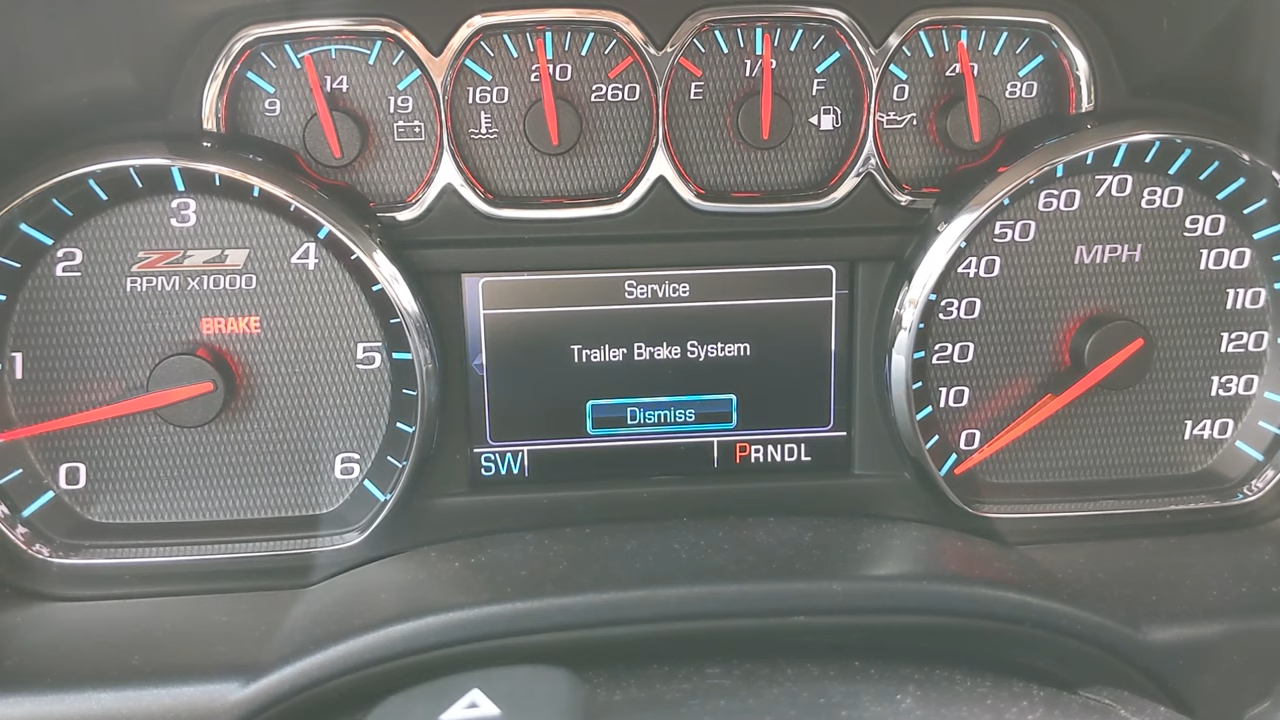 9 14 19
160 210 260
E 1/2 F
0 40 80
0 1 2 3 4 5 6
Z71
RPM X1000
BRAKE
Service
Trailer Brake System
Dismiss
SW
PRNDL
0 10 20 30 40 50 60 70 80 90 100 110 120 130 140
MPH